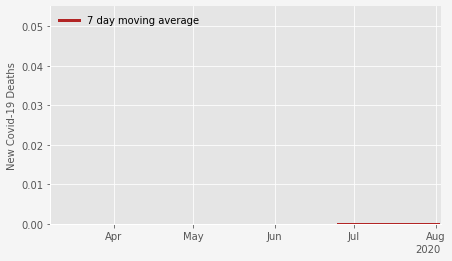 7 day moving average
New Covid-19 Deaths
0.05
0.04
0.03
0.02
0.01
0.00
Apr
May
Jun
Jul
Aug
2020